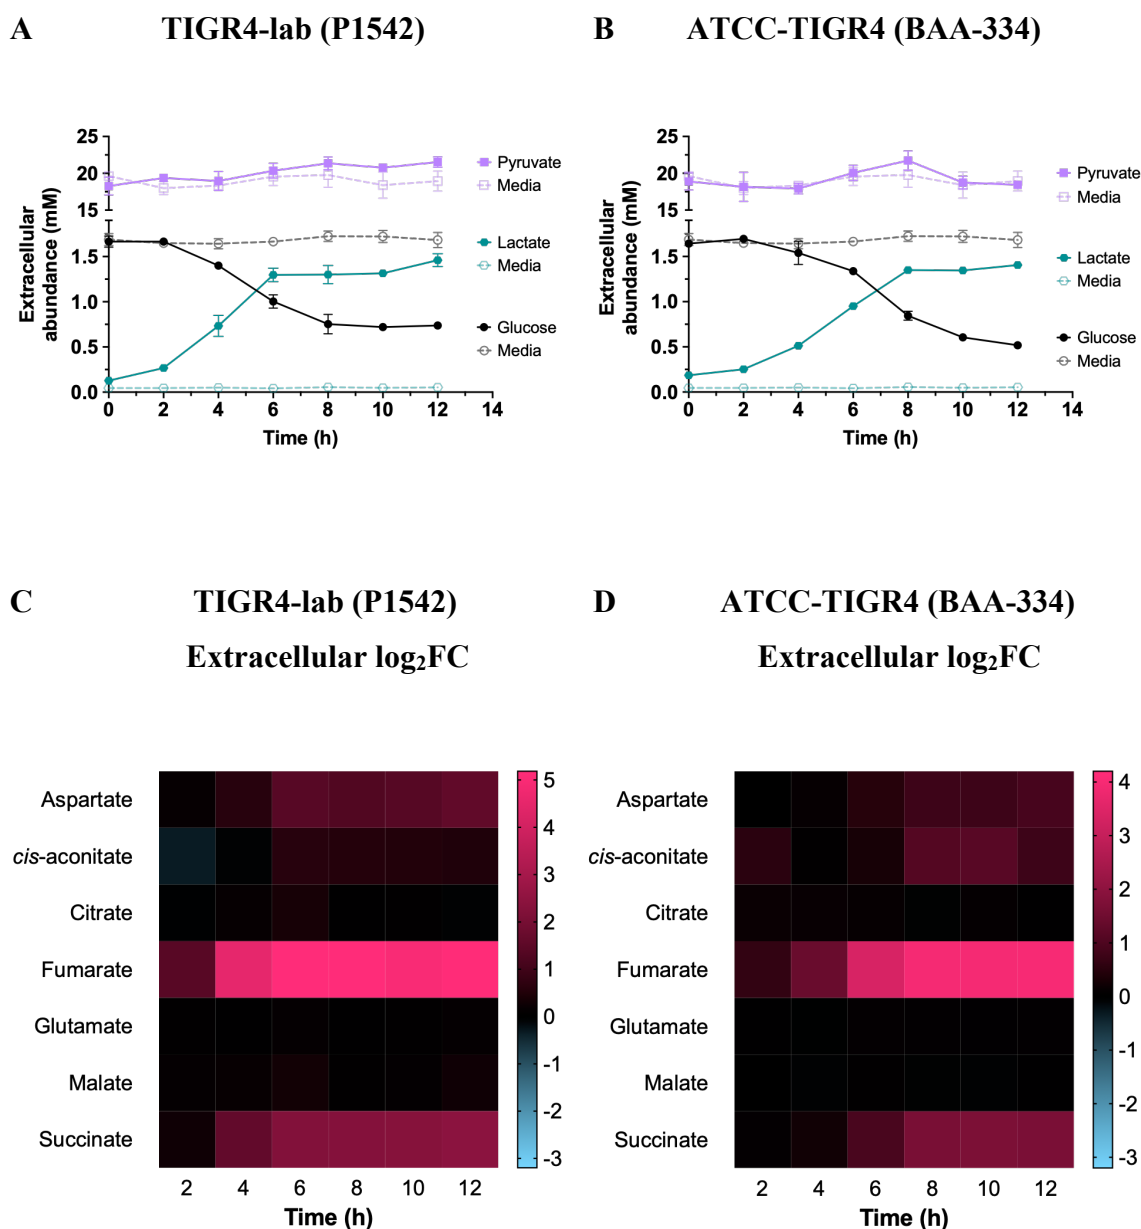 A TIGR4-lab (P1542)
Extracellular
abundance (mM)
25
20
15
1.5
1.0
0.5
0.0
0 2 4 6 8 10 12 14
Time (h)
Pyruvate
Media
Lactate
Media
Glucose
Media
B ATCC-TIGR4 (BAA-334)
Extracellular
abundance (mM)
25
20
15
1.5
1.0
0.5
0.0
0 2 4 6 8 10 12 14
Time (h)
Pyruvate
Media
Lactate
Media
Glucose
Media
C TIGR4-lab (P1542)
Extracellular log₂FC
Aspartate
cis-aconitate
Citrate
Fumarate
Glutamate
Malate
Succinate
2 4 6 8 10 12
Time (h)
5
4
3
2
1
0
-1
-2
-3
D ATCC-TIGR4 (BAA-334)
Extracellular log₂FC
Aspartate
cis-aconitate
Citrate
Fumarate
Glutamate
Malate
Succinate
2 4 6 8 10 12
Time (h)
4
3
2
1
0
-1
-2
-3